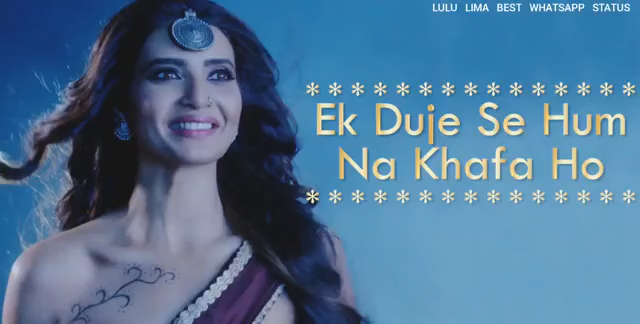 LULU LIMA BEST WHATSAPP STATUS
**************
Ek Duje Se Hum
Na Khafa Ho
**************